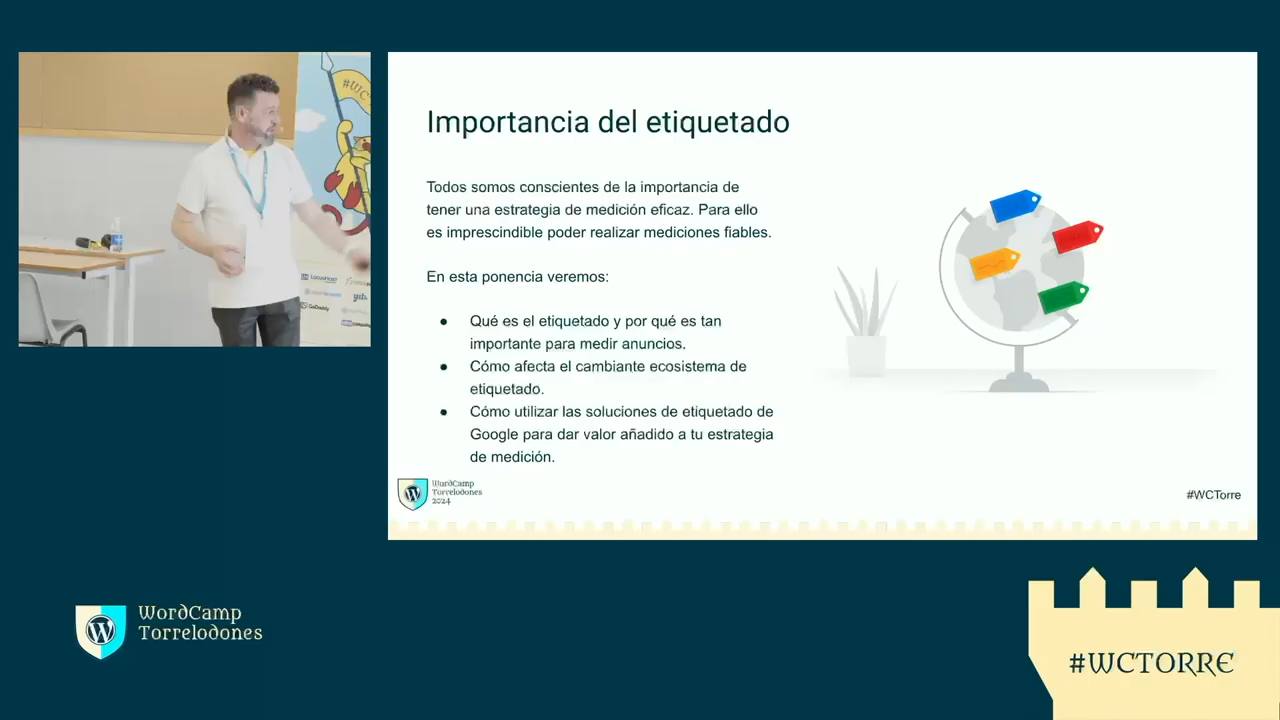 #WC
LucusHost
GoDaddy
Importancia del etiquetado
Todos somos conscientes de la importancia de
tener una estrategia de medición eficaz. Para ello
es imprescindible poder realizar mediciones fiables.
En esta ponencia veremos:
● Qué es el etiquetado y por qué es tan
importante para medir anuncios.
● Cómo afecta el cambiante ecosistema de
etiquetado.
● Cómo utilizar las soluciones de etiquetado de
Google para dar valor añadido a tu estrategia
de medición.
WordCamp
Torrelodones
2024
#WCTorre
WordCamp
Torrelodones
#WCTORRE